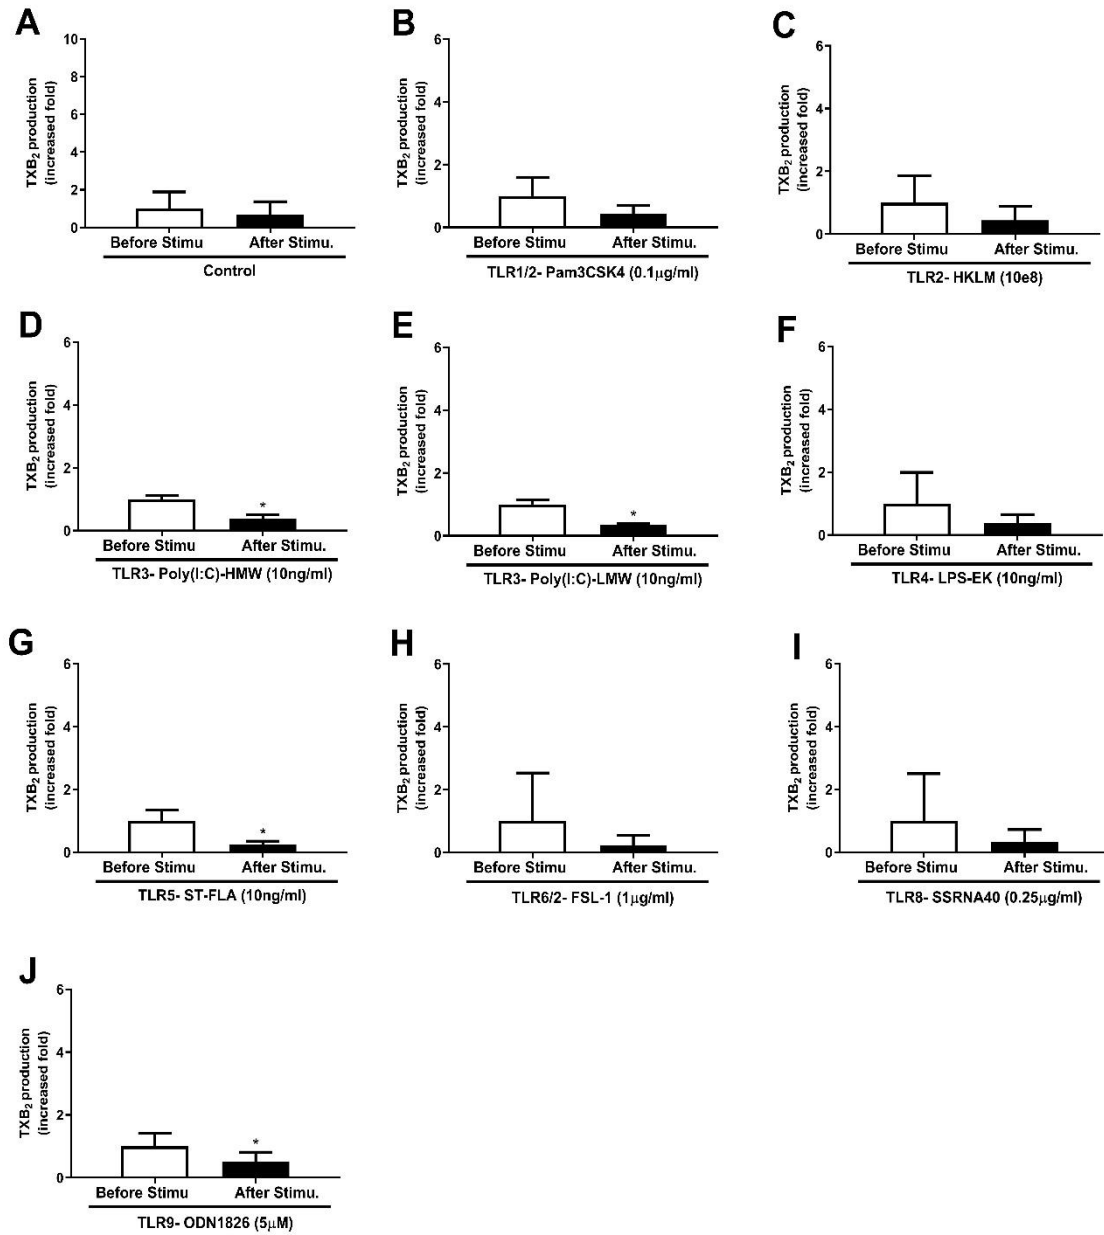 A
TXB2 production
(increased fold)
10
8
6
4
2
0
Before Stimu
After Stimu.
Control
B
TXB2 production
(increased fold)
6
4
2
0
Before Stimu
After Stimu.
TLR1/2- Pam3CSK4 (0.1μg/ml)
C
TXB2 production
(increased fold)
6
4
2
0
Before Stimu
After Stimu.
TLR2- HKLM (10e8)
D
TXB2 production
(increased fold)
6
4
2
0
*
Before Stimu
After Stimu.
TLR3- Poly(I:C)-HMW (10ng/ml)
E
TXB2 production
(increased fold)
6
4
2
0
*
Before Stimu
After Stimu.
TLR3- Poly(I:C)-LMW (10ng/ml)
F
TXB2 production
(increased fold)
6
4
2
0
Before Stimu
After Stimu.
TLR4- LPS-EK (10ng/ml)
G
TXB2 production
(increased fold)
6
4
2
0
*
Before Stimu
After Stimu.
TLR5- ST-FLA (10ng/ml)
H
TXB2 production
(increased fold)
6
4
2
0
Before Stimu
After Stimu.
TLR6/2- FSL-1 (1μg/ml)
I
TXB2 production
(increased fold)
6
4
2
0
Before Stimu
After Stimu.
TLR8- SSRNA40 (0.25μg/ml)
J
TXB2 production
(increased fold)
6
4
2
0
*
Before Stimu
After Stimu.
TLR9- ODN1826 (5μM)